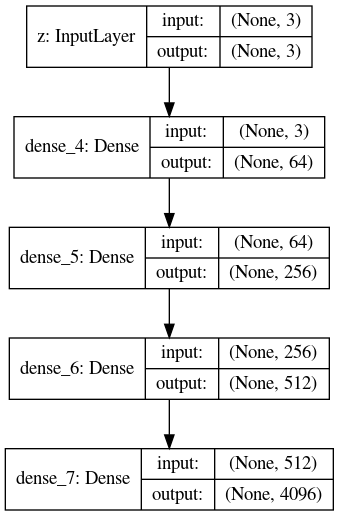 z: InputLayer
input: (None, 3)
output: (None, 3)
dense_4: Dense
input: (None, 3)
output: (None, 64)
dense_5: Dense
input: (None, 64)
output: (None, 256)
dense_6: Dense
input: (None, 256)
output: (None, 512)
dense_7: Dense
input: (None, 512)
output: (None, 4096)